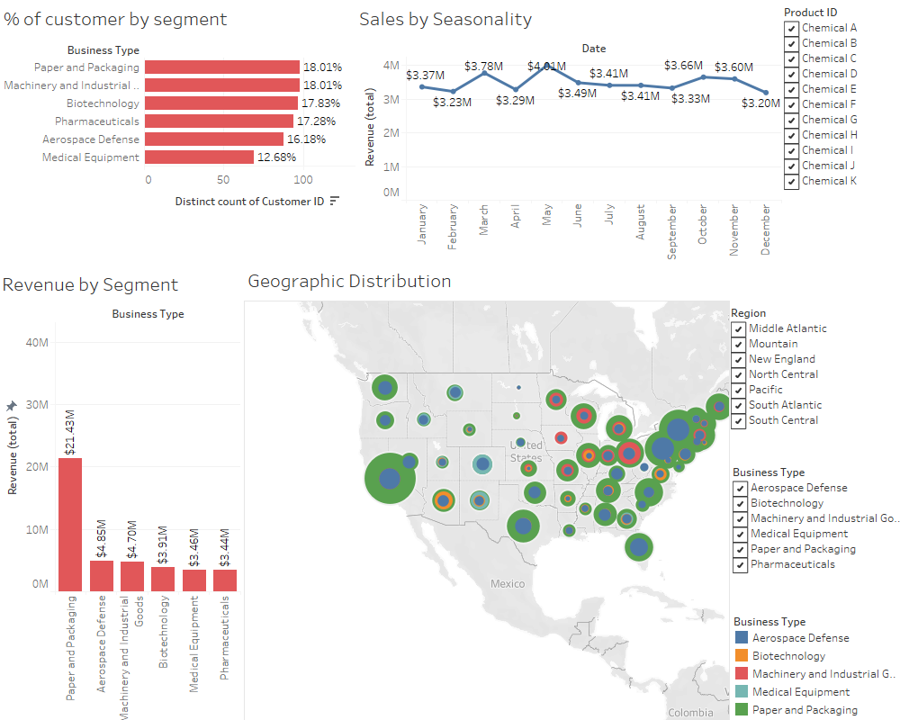 % of customer by segment
Business Type
Paper and Packaging 18.01%
Machinery and Industrial .. 18.01%
Biotechnology 17.83%
Pharmaceuticals 17.28%
Aerospace Defense 16.18%
Medical Equipment 12.68%
0 50 100
Distinct count of Customer ID
Sales by Seasonality
Date
Revenue (total)
4M
3M
2M
1M
0M
$3.37M
$3.23M
$3.78M
$3.29M
$4.01M
$3.49M
$3.41M
$3.41M
$3.33M
$3.66M
$3.60M
$3.20M
January
February
March
April
May
June
July
August
September
October
November
December
Product ID
Chemical A
Chemical B
Chemical C
Chemical D
Chemical E
Chemical F
Chemical G
Chemical H
Chemical I
Chemical J
Chemical K
Revenue by Segment
Business Type
Revenue (total)
40M
30M
20M
10M
0M
$21.43M
$4.85M
$4.70M
$3.91M
$3.46M
$3.44M
Paper and Packaging
Aerospace Defense
Machinery and Industrial
Goods
Biotechnology
Medical Equipment
Pharmaceuticals
Geographic Distribution
United
States
Mexico
Colombia
Region
Middle Atlantic
Mountain
New England
North Central
Pacific
South Atlantic
South Central
Business Type
Aerospace Defense
Biotechnology
Machinery and Industrial Go..
Medical Equipment
Paper and Packaging
Pharmaceuticals
Business Type
Aerospace Defense
Biotechnology
Machinery and Industrial G..
Medical Equipment
Paper and Packaging